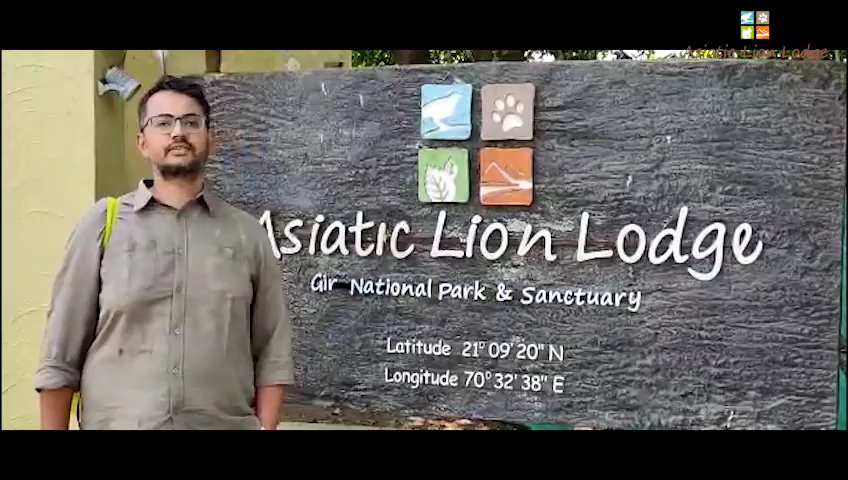 Asiatic Lion Lodge
Asiatic Lion Lodge
Gir National Park & Sanctuary
Latitude 21° 09' 20" N
Longitude 70° 32' 38" E